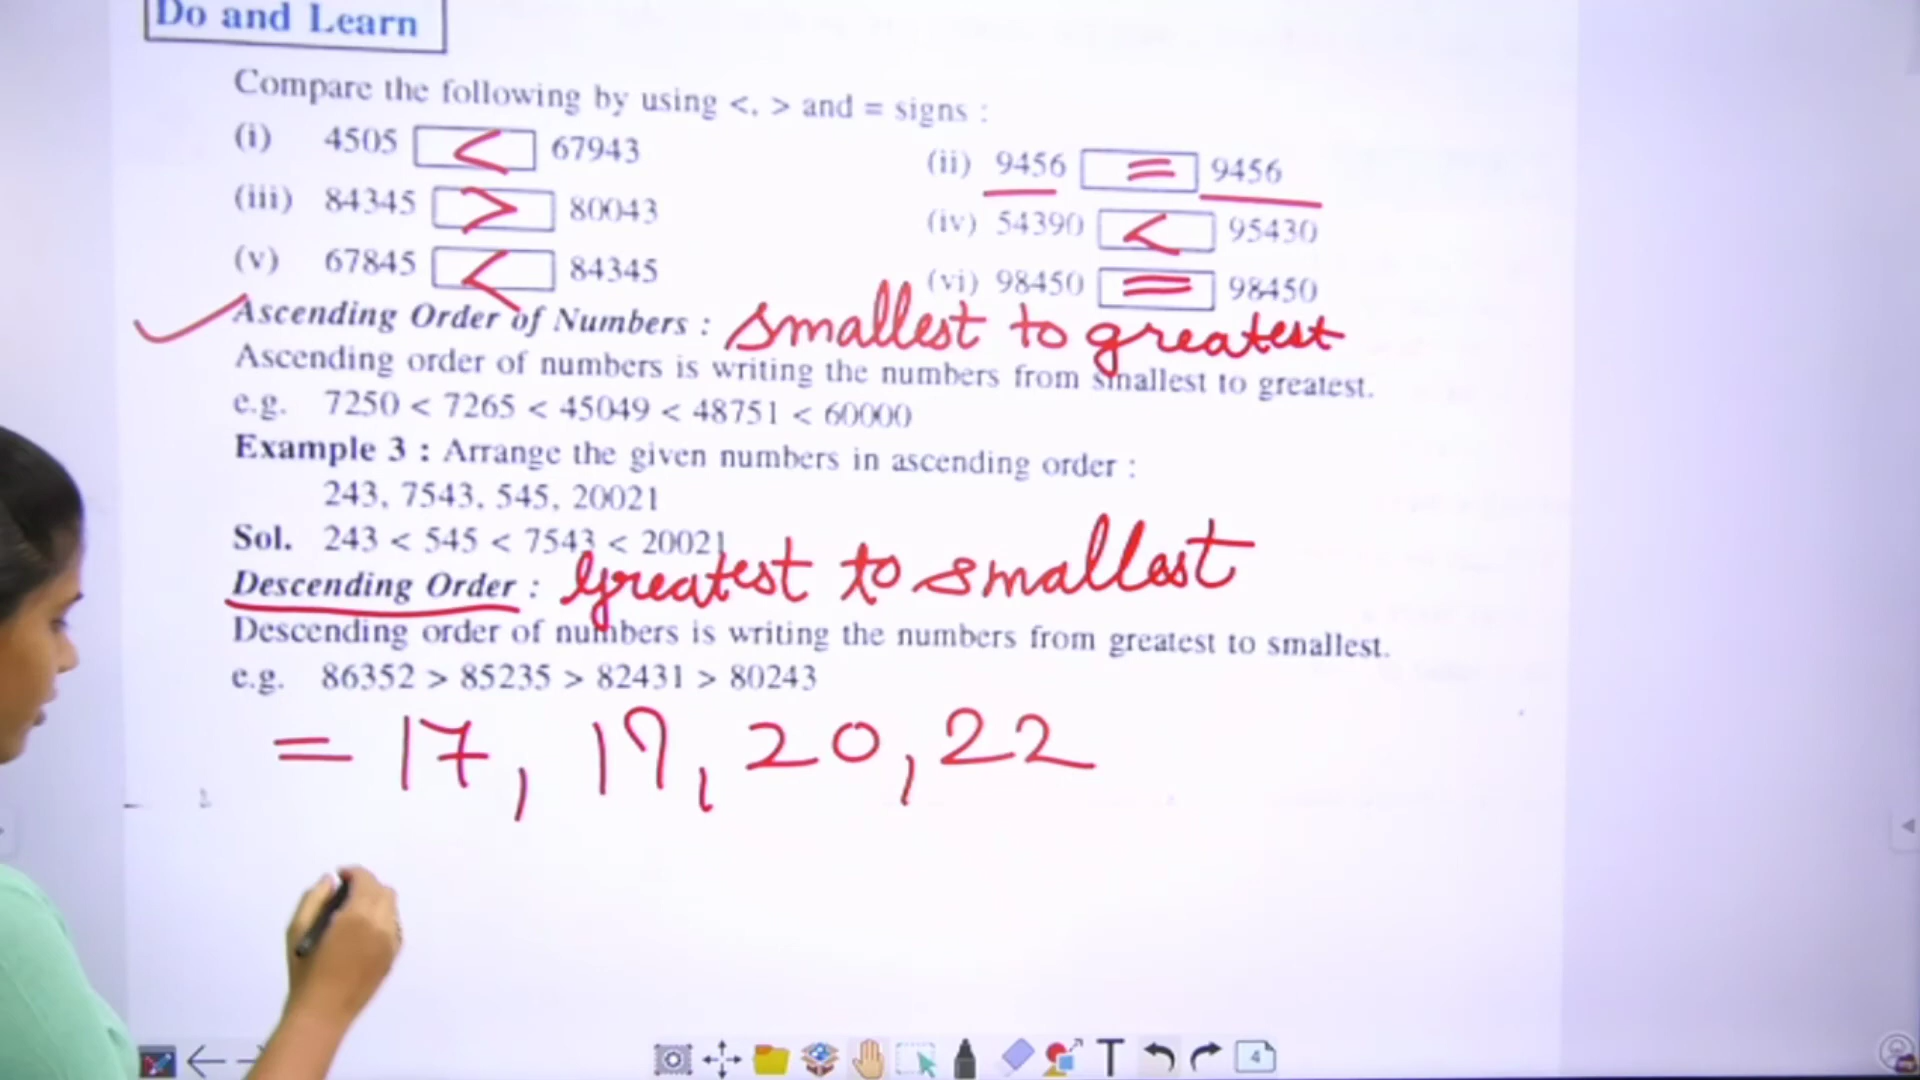 Do and Learn
Compare the following by using <, > and = signs :
(i) 4505 < 67943
(ii) 9456 = 9456
(iii) 84345 > 80043
(iv) 54390 < 95430
(v) 67845 < 84345
(vi) 98450 = 98450
Ascending Order of Numbers : smallest to greatest
Ascending order of numbers is writing the numbers from smallest to greatest.
e.g. 7250 < 7265 < 45049 < 48751 < 60000
Example 3 : Arrange the given numbers in ascending order :
243, 7543, 545, 20021
Sol. 243 < 545 < 7543 < 20021
Descending Order : Greatest to smallest
Descending order of numbers is writing the numbers from greatest to smallest.
e.g. 86352 > 85235 > 82431 > 80243
= 17, 19, 20, 22
T 4